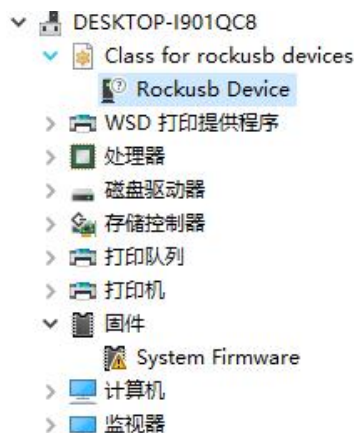 DESKTOP-I901QC8
Class for rockusb devices
Rockusb Device
WSD 打印提供程序
处理器
磁盘驱动器
存储控制器
打印队列
打印机
固件
System Firmware
计算机
监视器